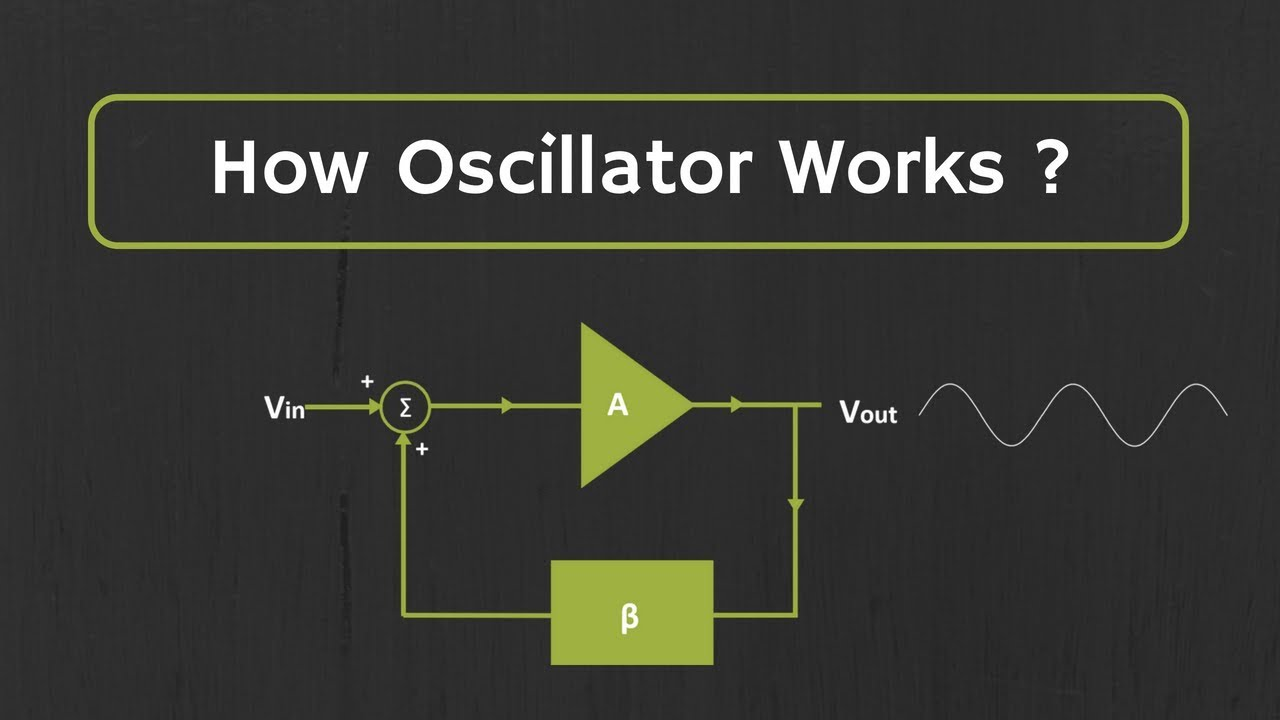 How Oscillator Works ?
+
Vin
Σ
A
Vout
+
β